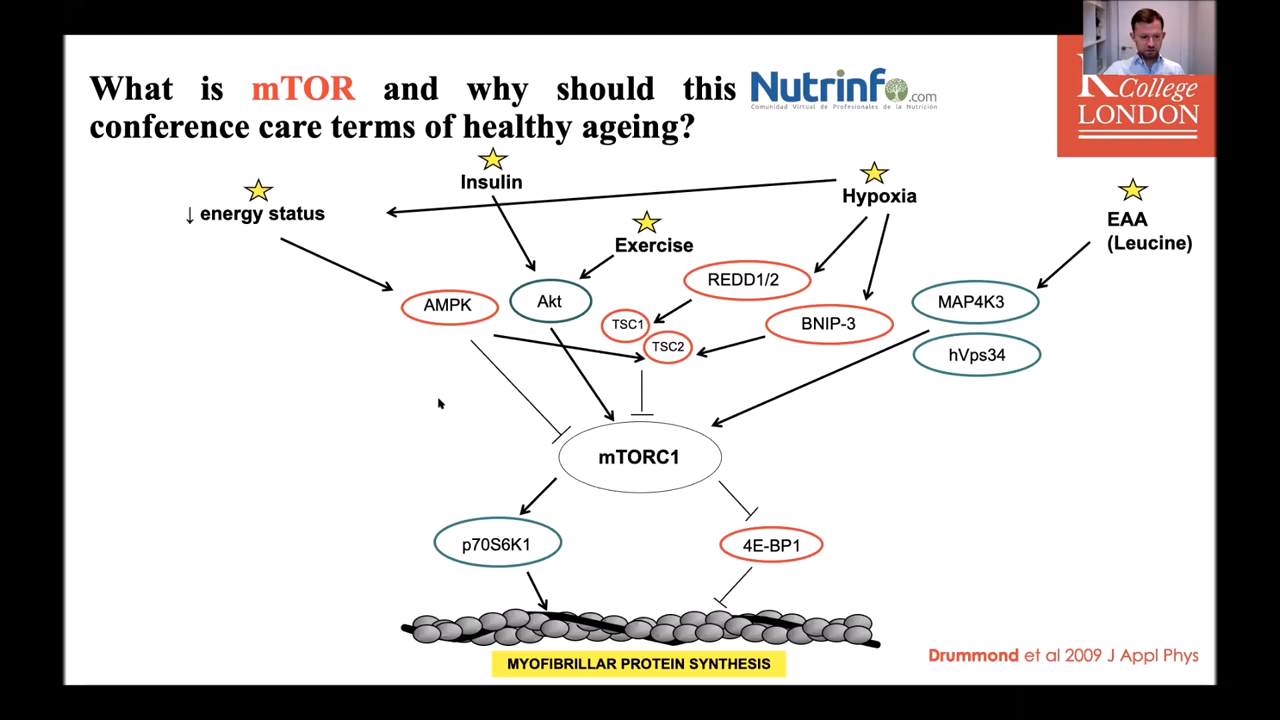 What is mTOR and why should this
conference care terms of healthy ageing?
Nutrinfo.com
Comunidad Virtual de Profesionales de la Nutrición
K
College
LONDON
Insulin
Hypoxia
↓ energy status
EAA
(Leucine)
Exercise
REDD1/2
AMPK
Akt
MAP4K3
TSC1
BNIP-3
TSC2
hVps34
mTORC1
p70S6K1
4E-BP1
MYOFIBRILLAR PROTEIN SYNTHESIS
Drummond et al 2009 J Appl Phys